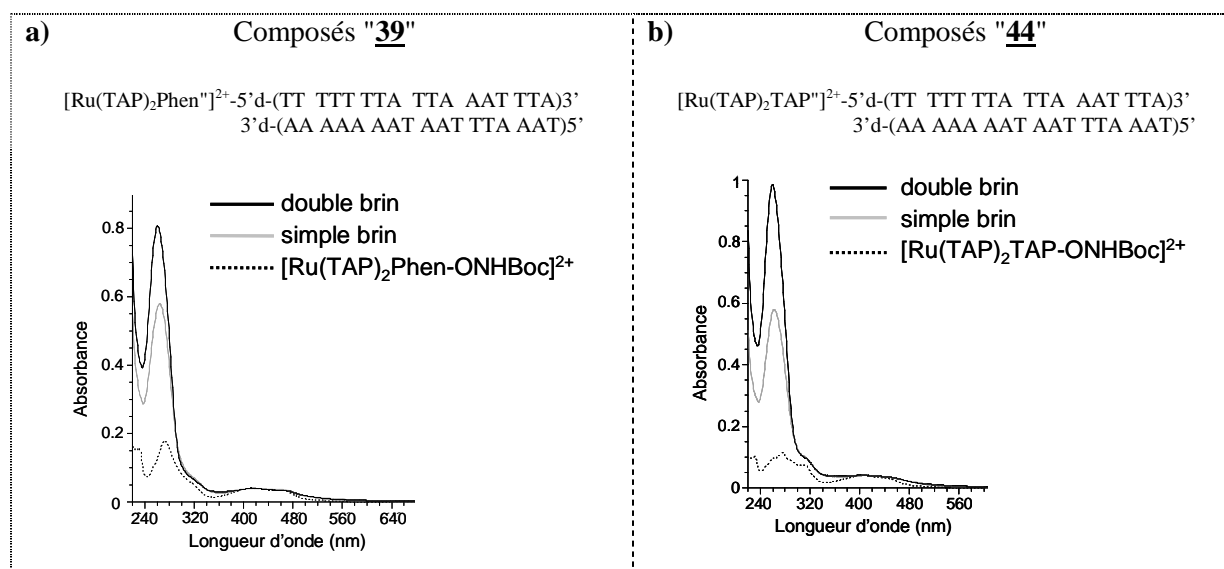 a) Composés "39"
[Ru(TAP)₂Phen"]²⁺-5'd-(TT TTT TTA TTA AAT TTA)3'
3'd-(AA AAA AAT AAT TTA AAT)5'
double brin
simple brin
[Ru(TAP)₂Phen-ONHBoc]²⁺
Absorbance
0.8
0.6
0.4
0.2
0
240 320 400 480 560 640
Longueur d'onde (nm)
b) Composés "44"
[Ru(TAP)₂TAP"]²⁺-5'd-(TT TTT TTA TTA AAT TTA)3'
3'd-(AA AAA AAT AAT TTA AAT)5'
double brin
simple brin
[Ru(TAP)₂TAP-ONHBoc]²⁺
Absorbance
1
0.8
0.6
0.4
0.2
0
240 320 400 480 560
Longueur d'onde (nm)